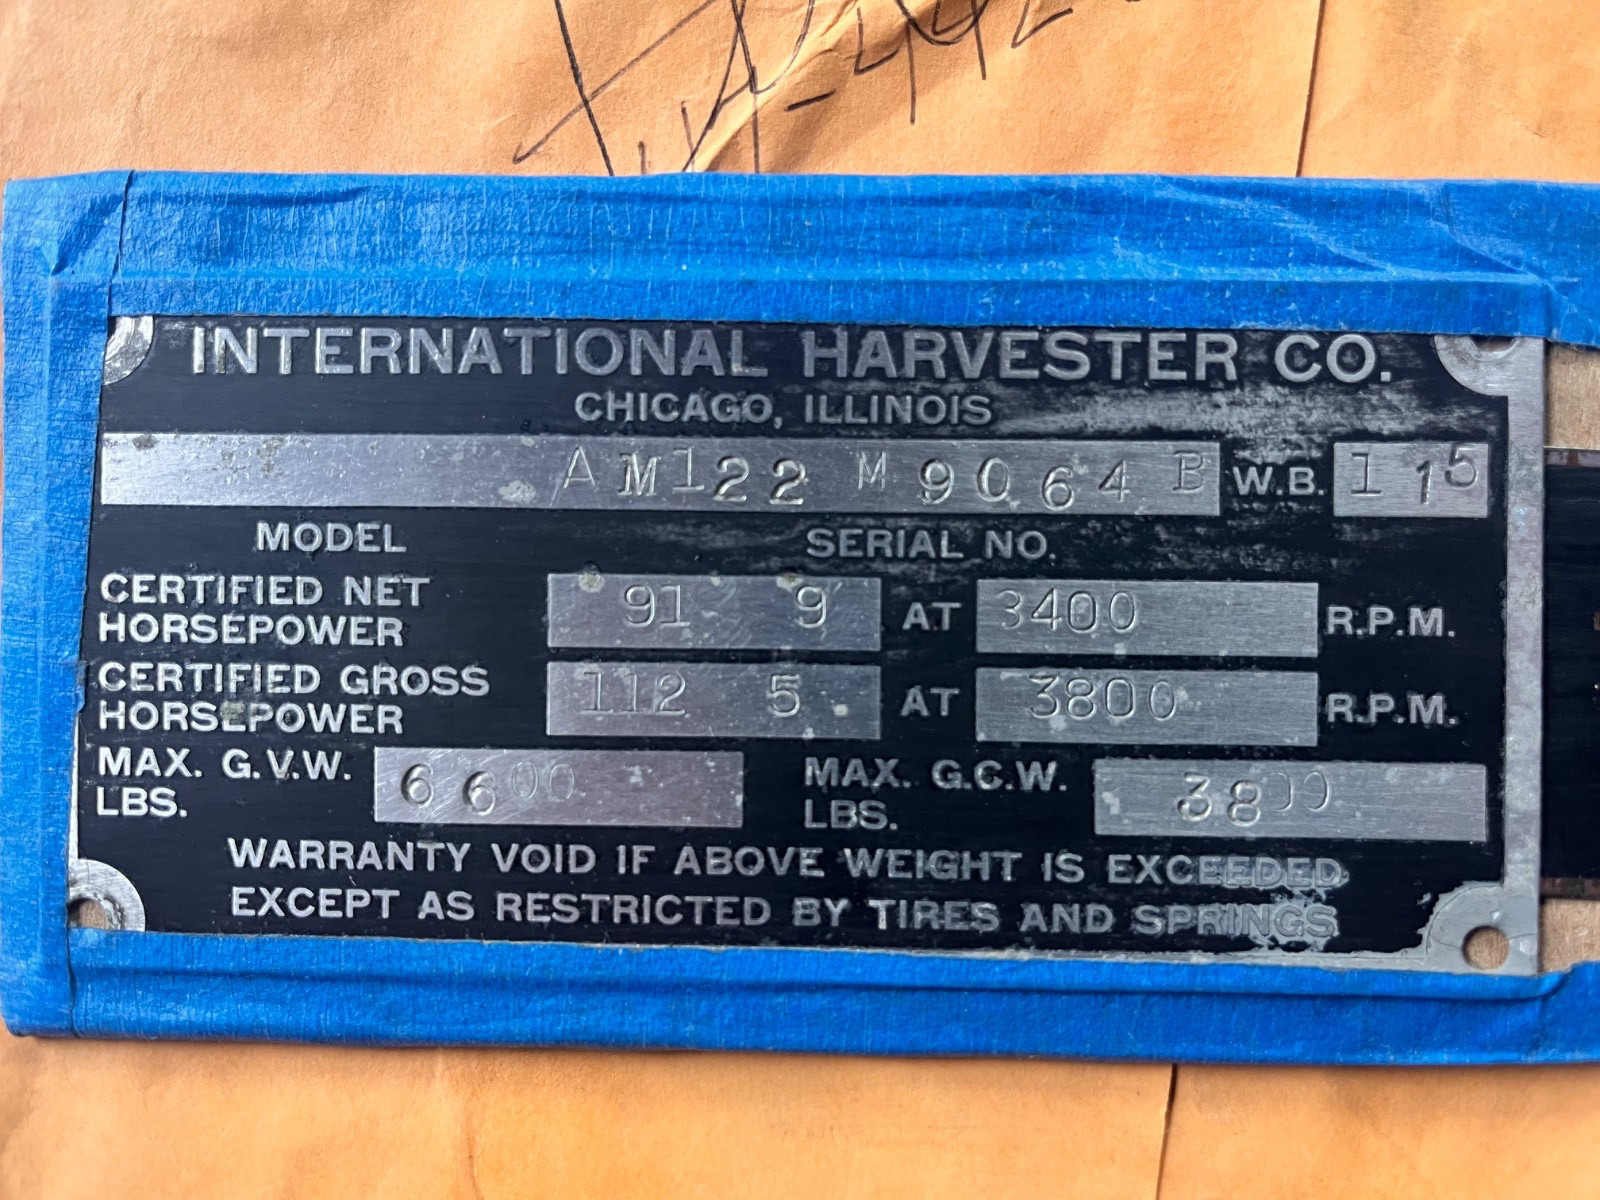 INTERNATIONAL HARVESTER CO.
CHICAGO, ILLINOIS
AM122 M9064B W.B. 115
MODEL SERIAL NO.
CERTIFIED NET HORSEPOWER 91 9 AT 3400 R.P.M.
CERTIFIED GROSS HORSEPOWER 112 5 AT 3800 R.P.M.
MAX. G.V.W. LBS. 6600 MAX. G.C.W. LBS. 3800
WARRANTY VOID IF ABOVE WEIGHT IS EXCEEDED
EXCEPT AS RESTRICTED BY TIRES AND SPRINGS